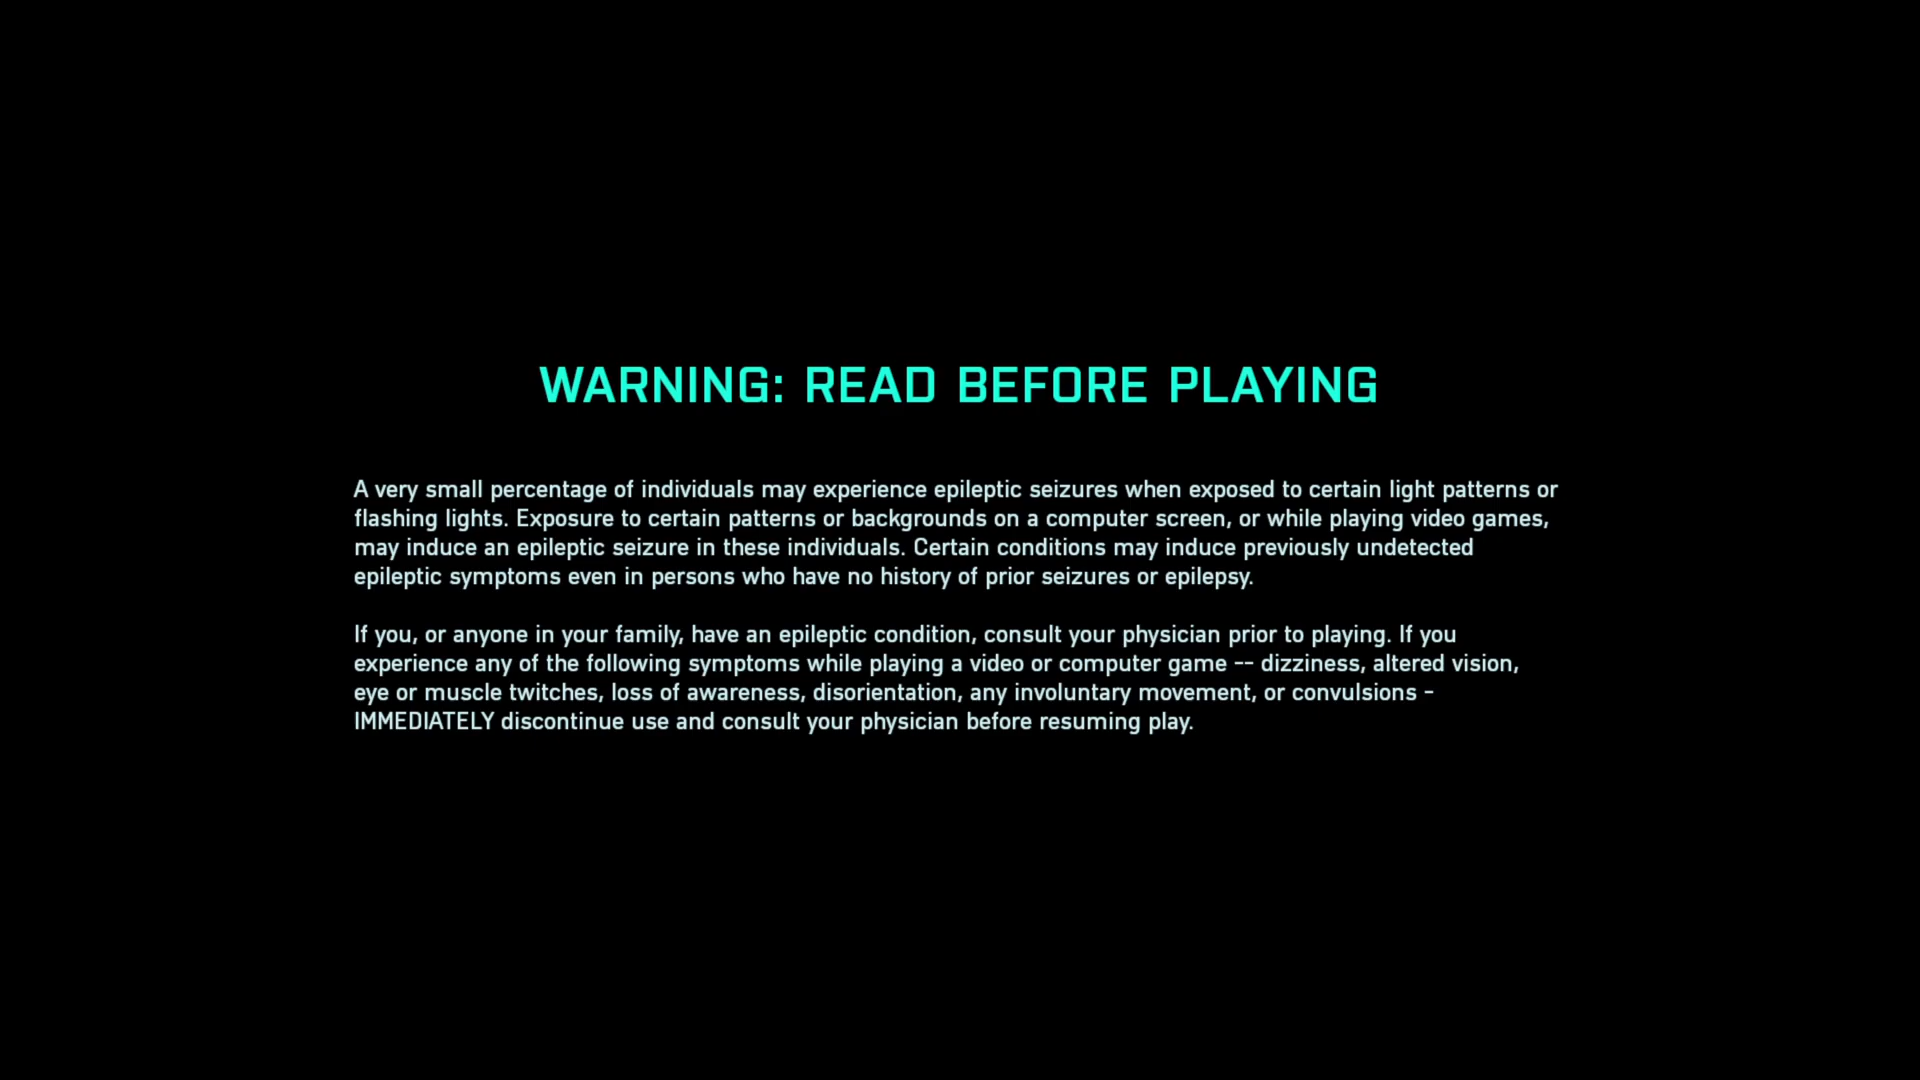 WARNING: READ BEFORE PLAYING
A very small percentage of individuals may experience epileptic seizures when exposed to certain light patterns or
flashing lights. Exposure to certain patterns or backgrounds on a computer screen, or while playing video games,
may induce an epileptic seizure in these individuals. Certain conditions may induce previously undetected
epileptic symptoms even in persons who have no history of prior seizures or epilepsy.
If you, or anyone in your family, have an epileptic condition, consult your physician prior to playing. If you
experience any of the following symptoms while playing a video or computer game -- dizziness, altered vision,
eye or muscle twitches, loss of awareness, disorientation, any involuntary movement, or convulsions -
IMMEDIATELY discontinue use and consult your physician before resuming play.